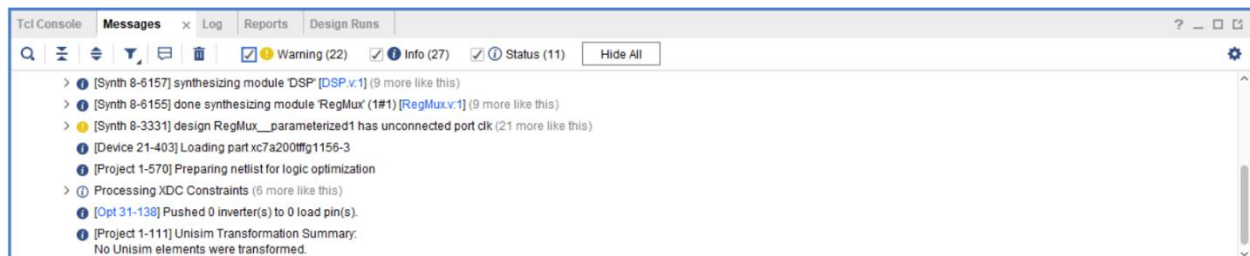 Tcl Console Messages × Log Reports Design Runs ? _
Warning (22) Info (27) Status (11) Hide All
> [Synth 8-6157] synthesizing module 'DSP' [DSP.v:1] (9 more like this)
> [Synth 8-6155] done synthesizing module 'RegMux' (1#1) [RegMux.v:1] (9 more like this)
> [Synth 8-3331] design RegMux__parameterized1 has unconnected port clk (21 more like this)
[Device 21-403] Loading part xc7a200tffg1156-3
[Project 1-570] Preparing netlist for logic optimization
> Processing XDC Constraints (6 more like this)
[Opt 31-138] Pushed 0 inverter(s) to 0 load pin(s).
[Project 1-111] Unisim Transformation Summary:
No Unisim elements were transformed.